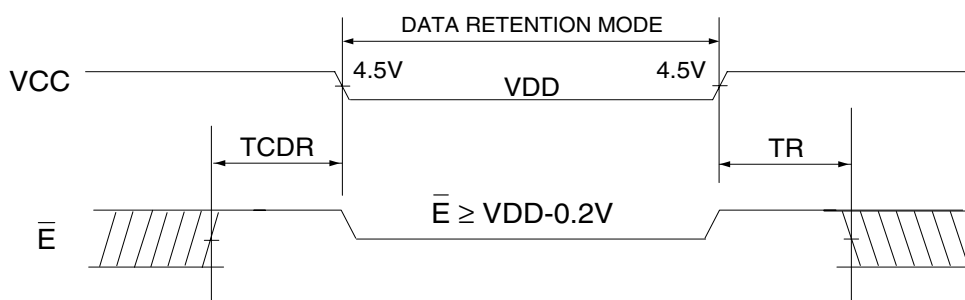 DATA RETENTION MODE
VCC 4.5V VDD 4.5V
TCDR TR
E̅ E̅ ≥ VDD-0.2V